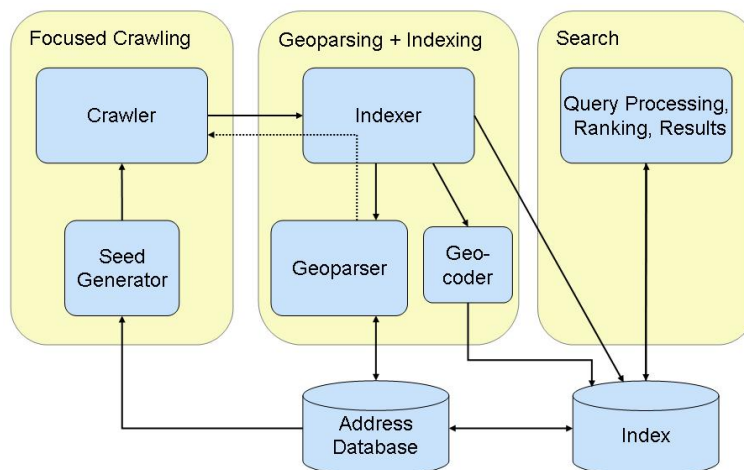 Focused Crawling
Geoparsing + Indexing
Search
Crawler
Indexer
Query Processing,
Ranking, Results
Seed
Generator
Geoparser
Geo-
coder
Address
Database
Index